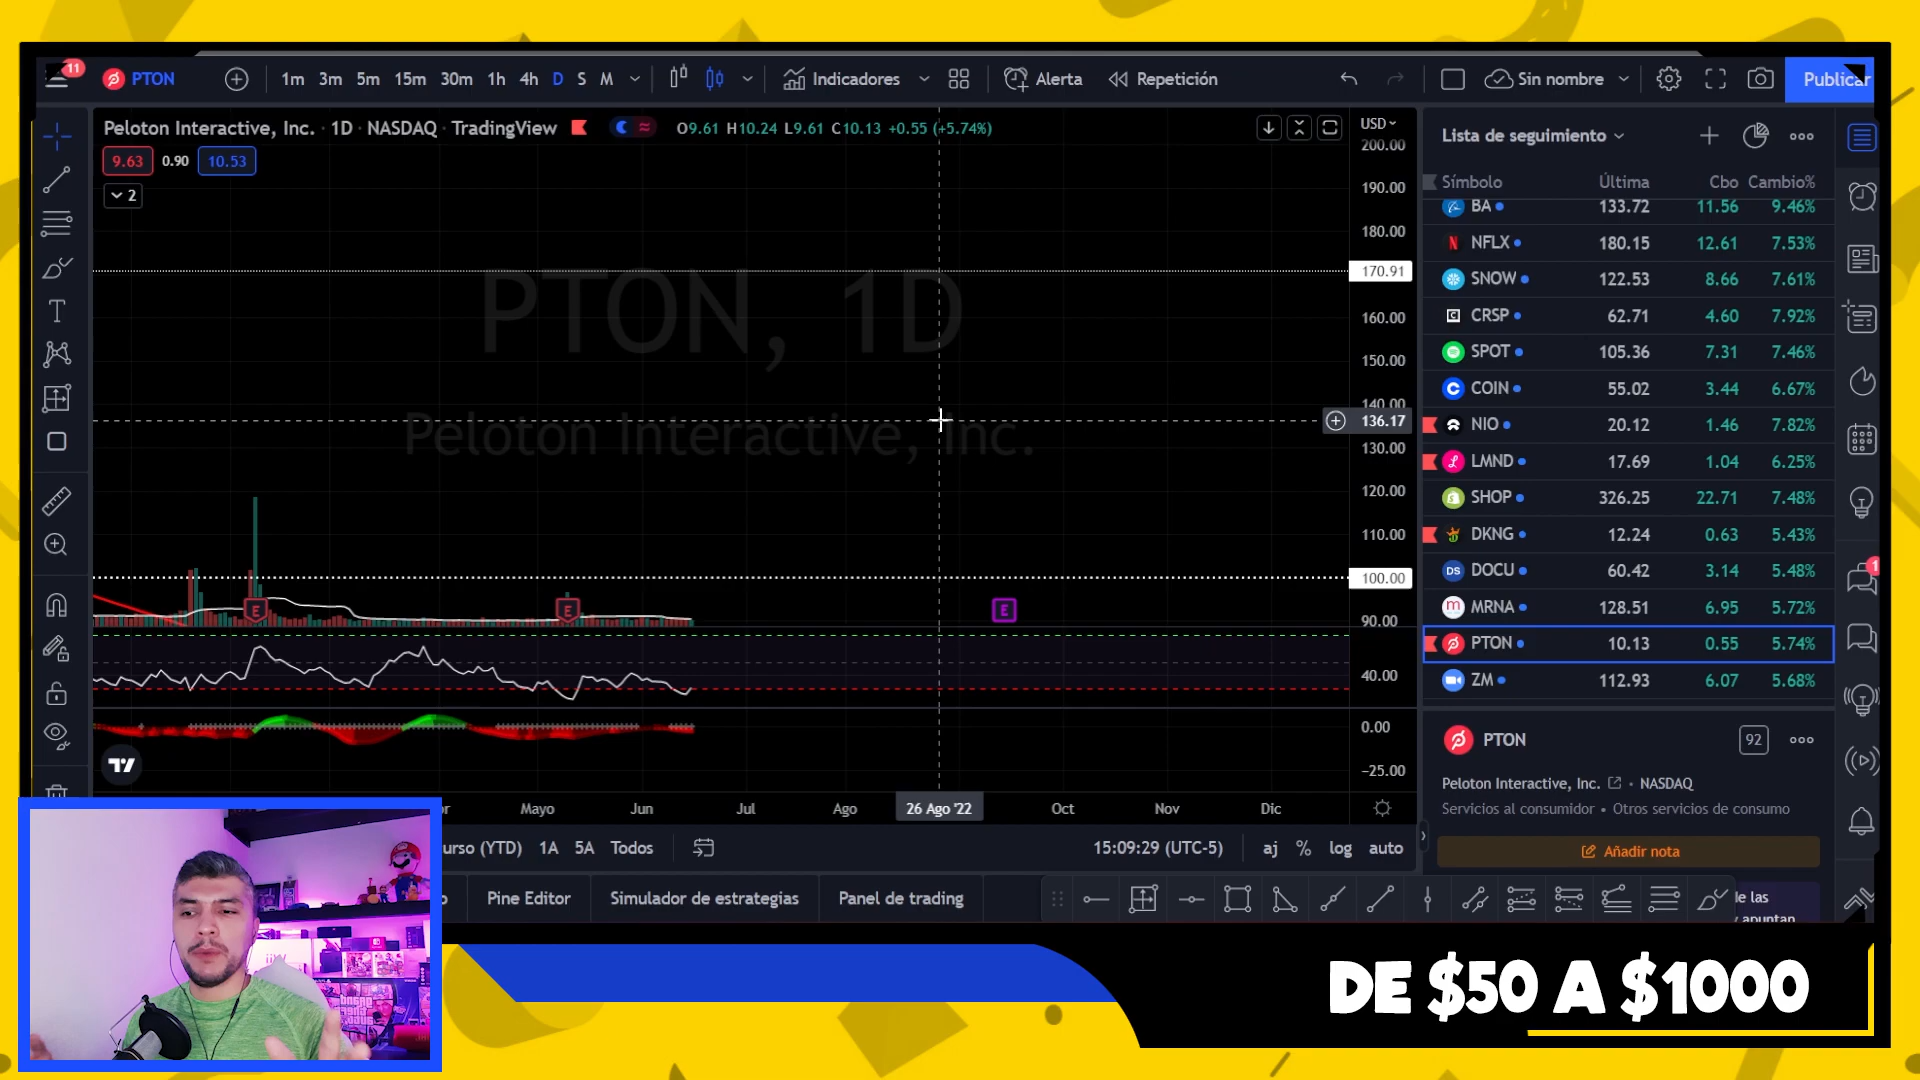 11
PTON
1m 3m 5m 15m 30m 1h 4h D S M
Indicadores
Alerta
Repetición
Sin nombre
Publicar
Peloton Interactive, Inc. · 1D · NASDAQ · TradingView
O9.61 H10.24 L9.61 C10.13 +0.55 (+5.74%)
9.63 0.90 10.53
2
PTON, 1D
Peloton Interactive, Inc.
USD
200.00
190.00
180.00
170.91
160.00
150.00
140.00
136.17
130.00
120.00
110.00
100.00
90.00
40.00
0.00
−25.00
E
E
E
Mayo Jun Jul Ago 26 Ago '22 Oct Nov Dic
urso (YTD) 1A 5A Todos
15:09:29 (UTC-5) aj % log auto
Pine Editor Simulador de estrategias Panel de trading
Lista de seguimiento
Símbolo Última Cbo Cambio%
BA 133.72 11.56 9.46%
NFLX 180.15 12.61 7.53%
SNOW 122.53 8.66 7.61%
CRSP 62.71 4.60 7.92%
SPOT 105.36 7.31 7.46%
COIN 55.02 3.44 6.67%
NIO 20.12 1.46 7.82%
LMND 17.69 1.04 6.25%
SHOP 326.25 22.71 7.48%
DKNG 12.24 0.63 5.43%
DOCU 60.42 3.14 5.48%
MRNA 128.51 6.95 5.72%
PTON 10.13 0.55 5.74%
ZM 112.93 6.07 5.68%
1
PTON 92
Peloton Interactive, Inc. • NASDAQ
Servicios al consumidor • Otros servicios de consumo
Añadir nota
de las
apuntan
DE $50 A $1000